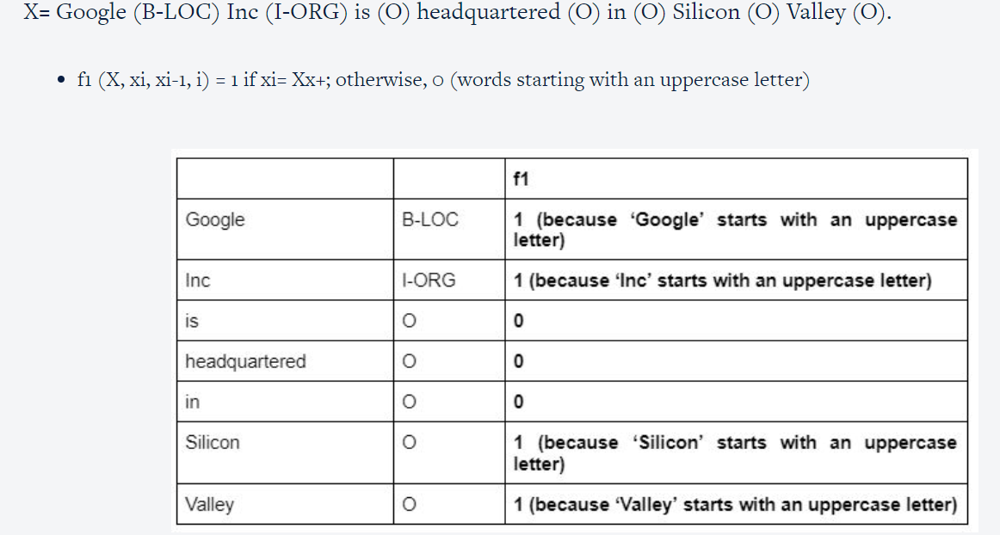 X= Google (B-LOC) Inc (I-ORG) is (O) headquartered (O) in (O) Silicon (O) Valley (O).
• f1 (X, xi, xi-1, i) = 1 if xi= Xx+; otherwise, 0 (words starting with an uppercase letter)
f1
Google B-LOC 1 (because ‘Google’ starts with an uppercase
letter)
Inc I-ORG 1 (because ‘Inc’ starts with an uppercase letter)
is O 0
headquartered O 0
in O 0
Silicon O 1 (because ‘Silicon’ starts with an uppercase
letter)
Valley O 1 (because ‘Valley’ starts with an uppercase letter)